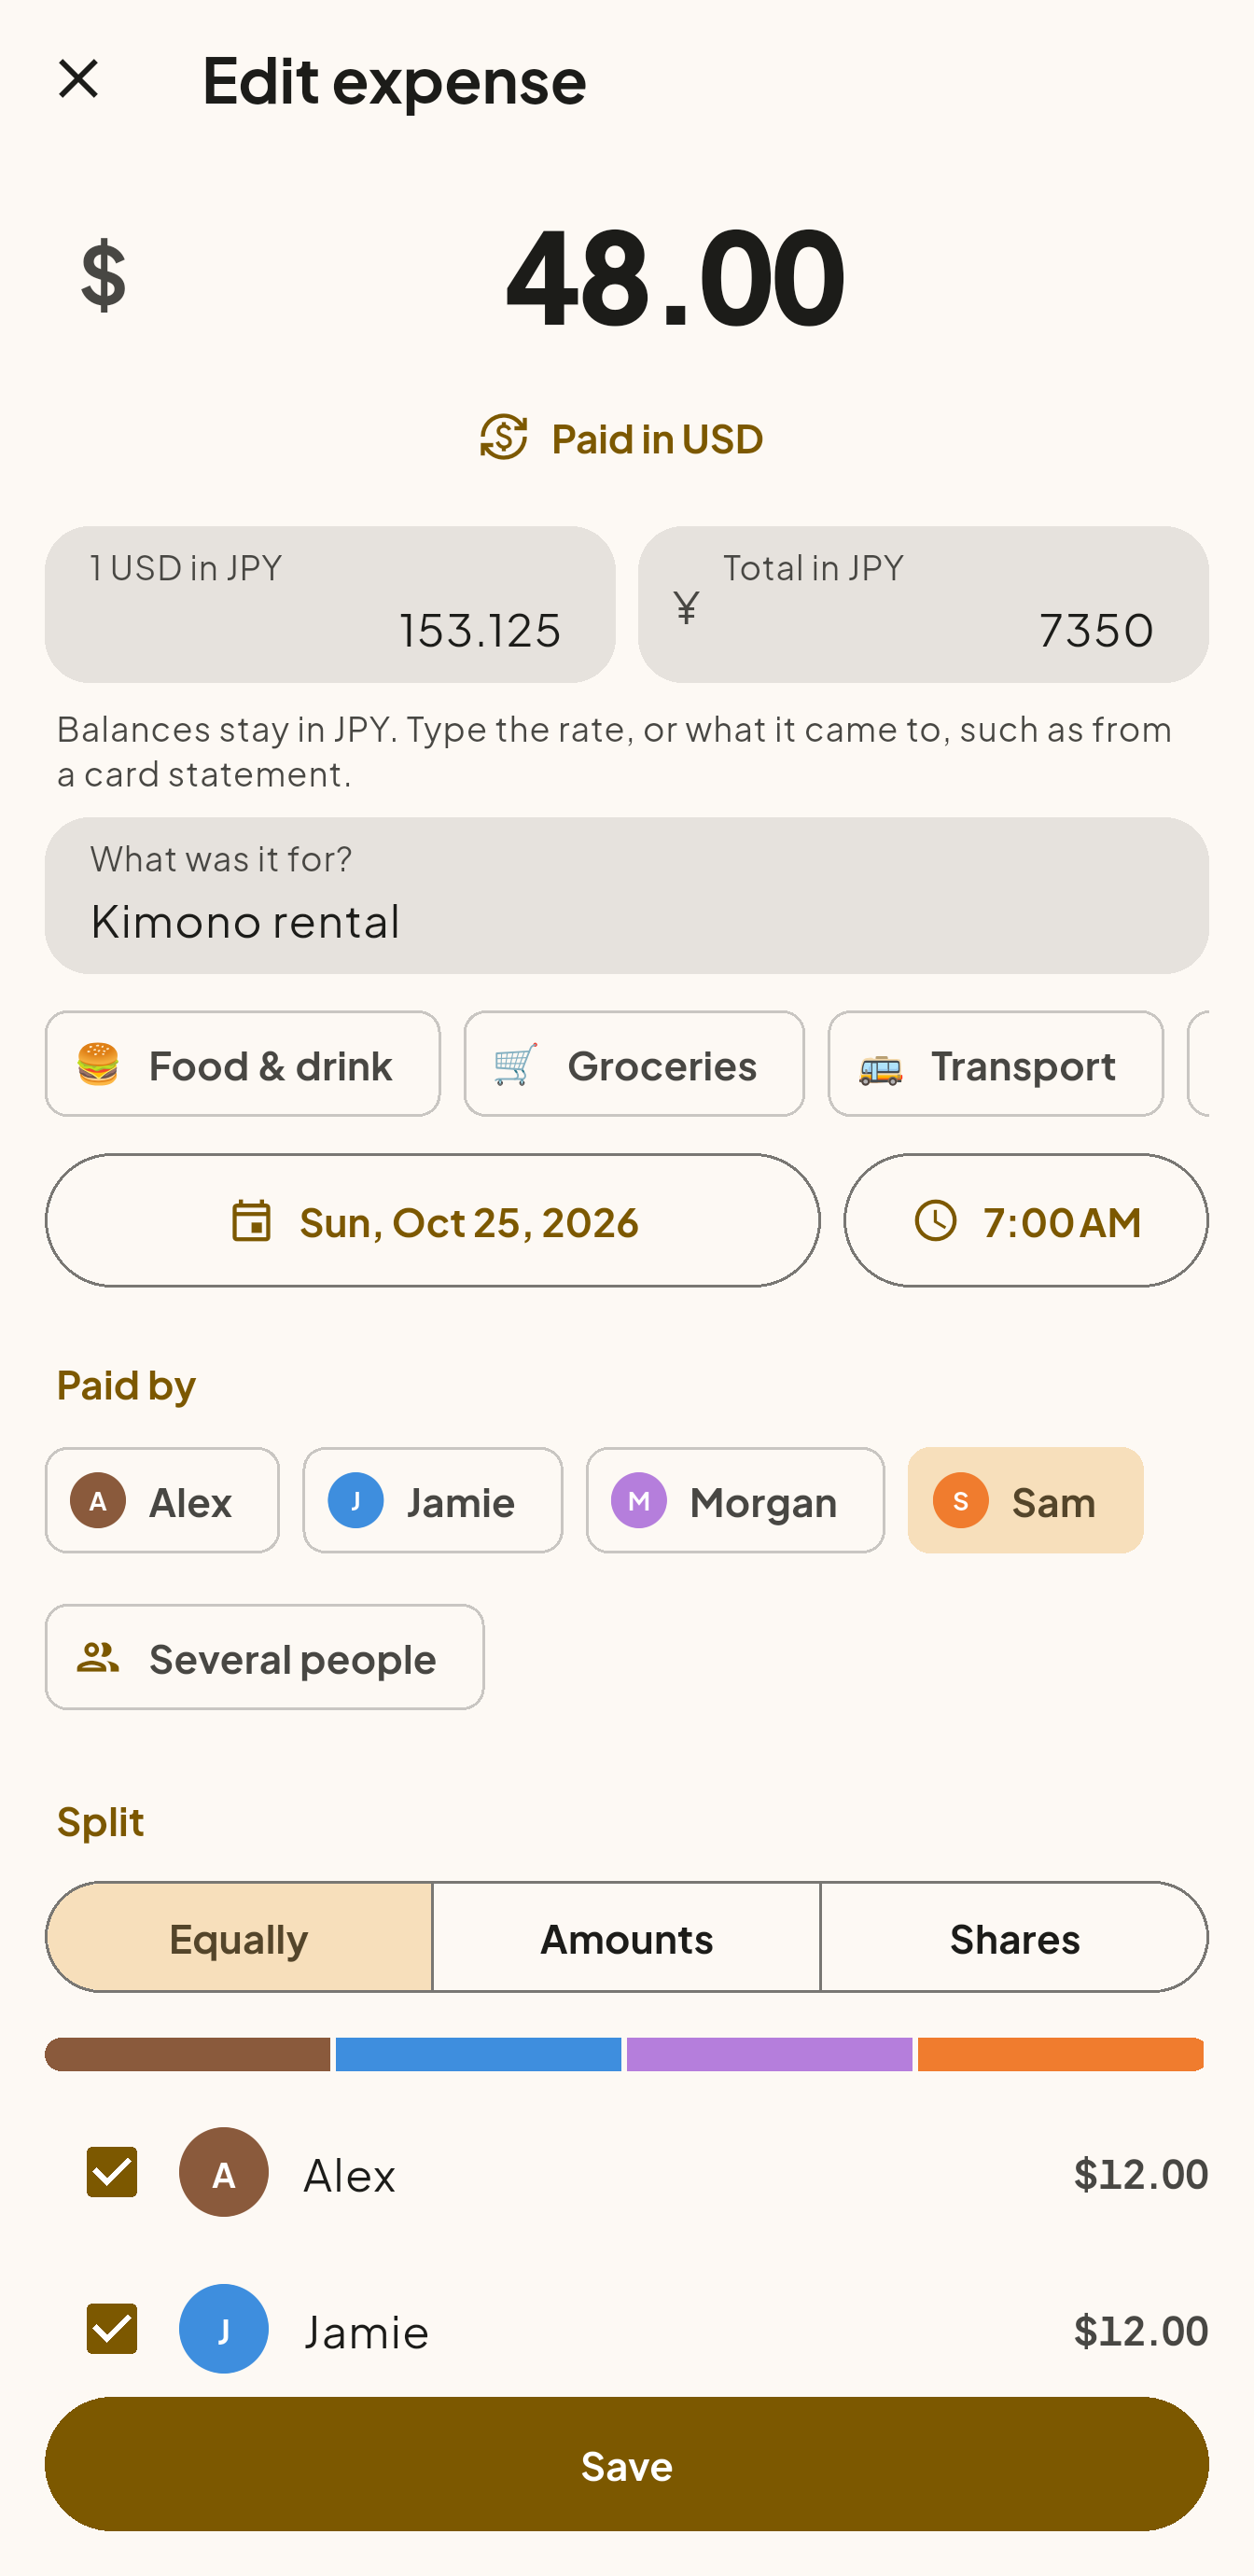 Edit expense
$ 48.00
Paid in USD
1 USD in JPY
153.125
Total in JPY
¥ 7350
Balances stay in JPY. Type the rate, or what it came to, such as from
a card statement.
What was it for?
Kimono rental
Food & drink
Groceries
Transport
Sun, Oct 25, 2026
7:00 AM
Paid by
A Alex
J Jamie
M Morgan
S Sam
Several people
Split
Equally
Amounts
Shares
A Alex $12.00
J Jamie $12.00
Save